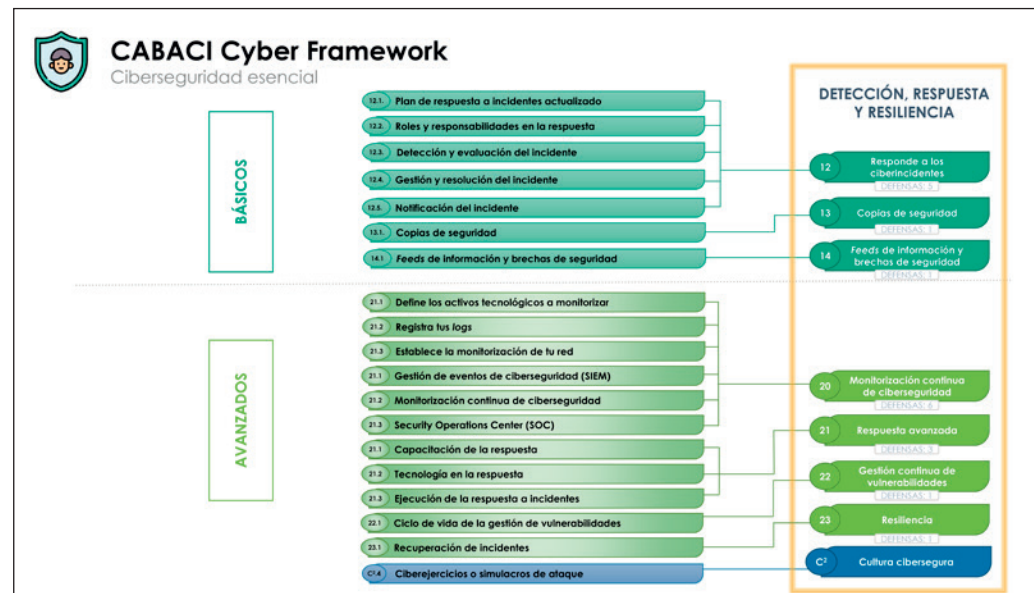 CABACI Cyber Framework
Ciberseguridad esencial
BÁSICOS
12.1. Plan de respuesta a incidentes actualizado
12.2. Roles y responsabilidades en la respuesta
12.3. Detección y evaluación del incidente
12.4. Gestión y resolución del incidente
12.5. Notificación del incidente
13.1. Copias de seguridad
14.1 Feeds de información y brechas de seguridad
AVANZADOS
21.1 Define los activos tecnológicos a monitorizar
21.2 Registra tus logs
21.3 Establece la monitorización de tu red
21.1 Gestión de eventos de ciberseguridad (SIEM)
21.2 Monitorización continua de ciberseguridad
21.3 Security Operations Center (SOC)
21.1 Capacitación de la respuesta
21.2 Tecnología en la respuesta
21.3 Ejecución de la respuesta a incidentes
22.1 Ciclo de vida de la gestión de vulnerabilidades
23.1 Recuperación de incidentes
C².4 Ciberejercicios o simulacros de ataque
DETECCIÓN, RESPUESTA
Y RESILIENCIA
12 Responde a los
ciberincidentes
DEFENSAS: 5
13 Copias de seguridad
DEFENSAS: 1
14 Feeds de información y
brechas de seguridad
DEFENSAS: 1
20 Monitorización continua
de ciberseguridad
DEFENSAS: 6
21 Respuesta avanzada
DEFENSAS: 3
22 Gestión continua de
vulnerabilidades
DEFENSAS: 1
23 Resiliencia
DEFENSAS: 1
C² Cultura cibersegura